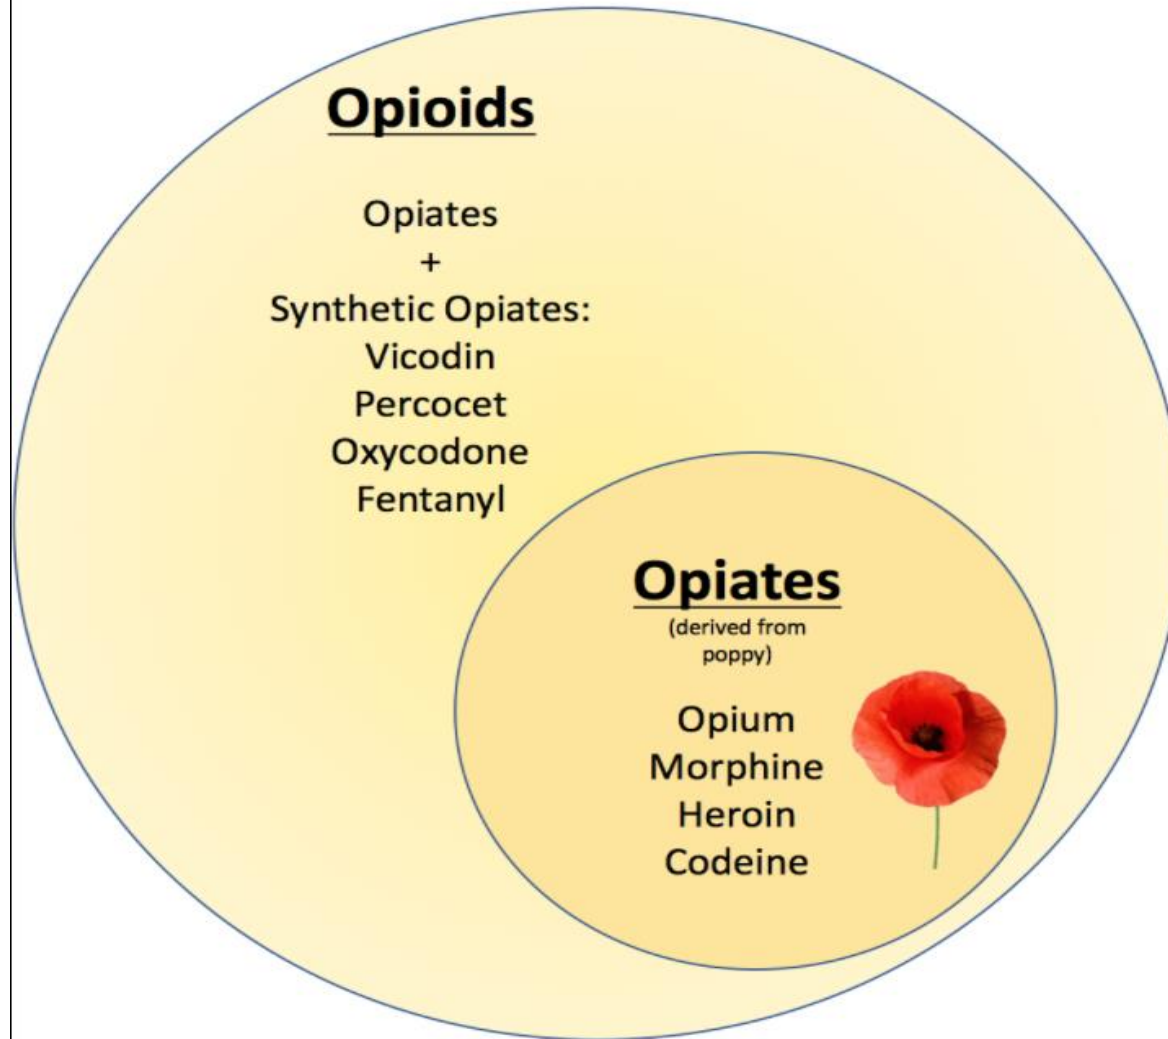 Opioids
Opiates
+
Synthetic Opiates:
Vicodin
Percocet
Oxycodone
Fentanyl
Opiates
(derived from
poppy)
Opium
Morphine
Heroin
Codeine